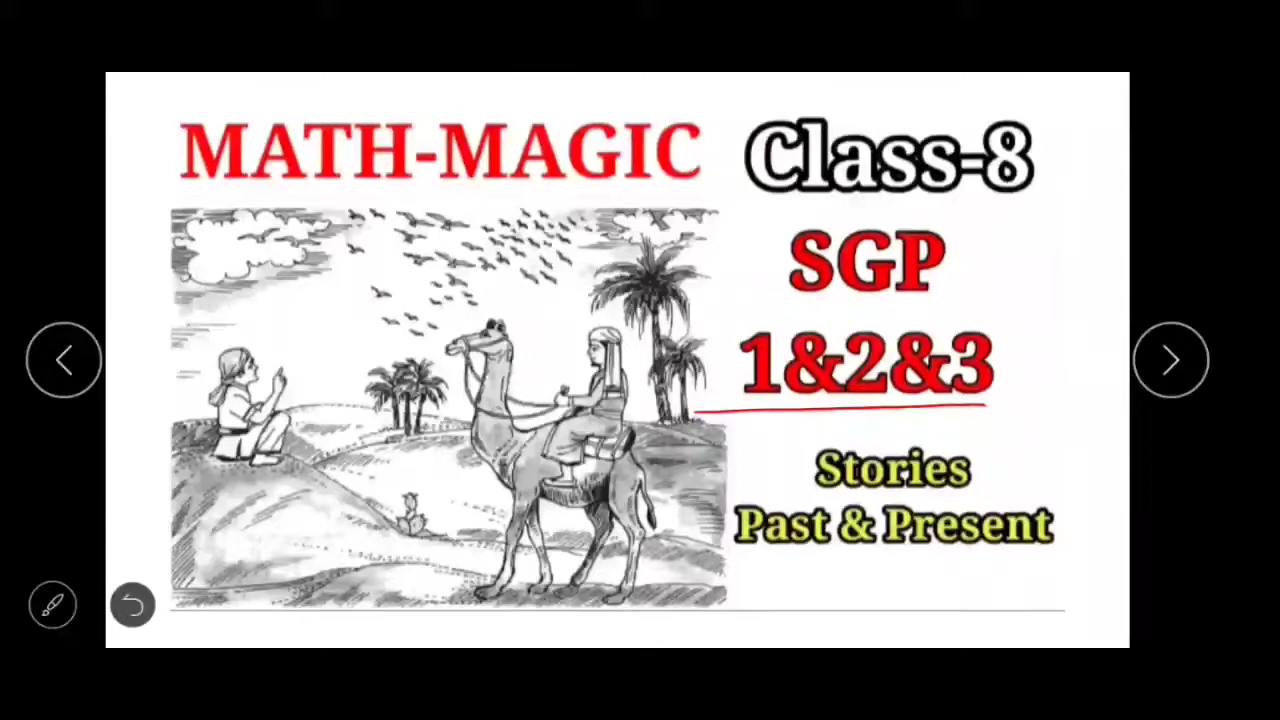 MATH-MAGIC
Class-8
SGP
1&2&3
Stories
Past & Present